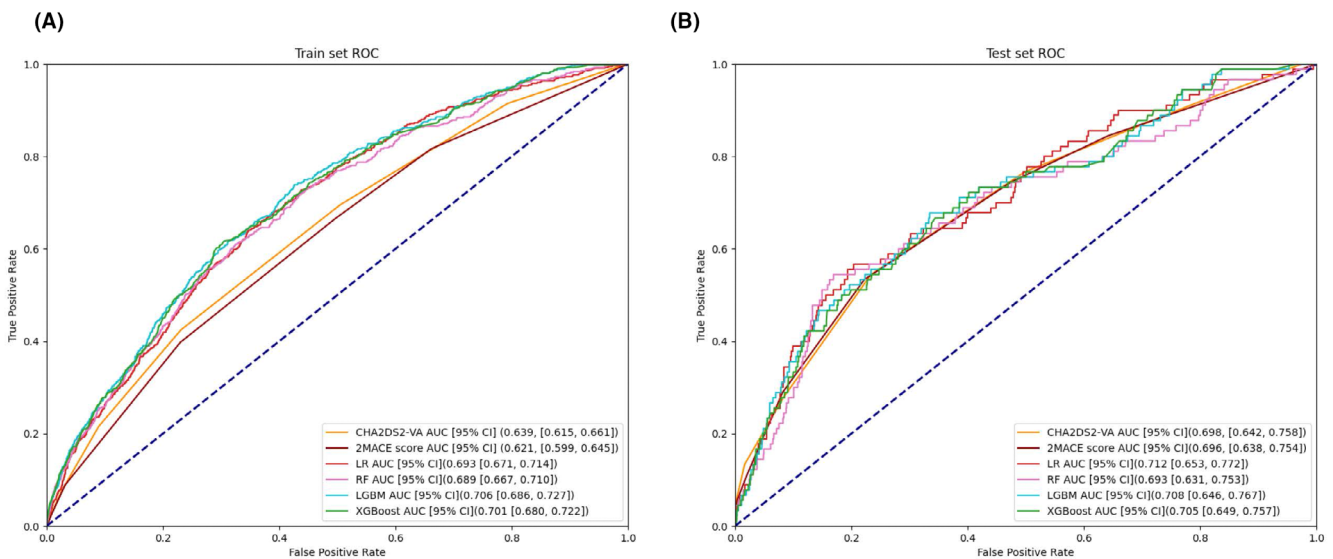 (A)
Train set ROC
1.0
0.8
0.6
0.4
0.2
0.0
True Positive Rate
CHA2DS2-VA AUC [95% CI] (0.639, [0.615, 0.661])
2MACE score AUC [95% CI] (0.621, [0.599, 0.645])
LR AUC [95% CI](0.693 [0.671, 0.714])
RF AUC [95% CI](0.689 [0.667, 0.710])
LGBM AUC [95% CI](0.706 [0.686, 0.727])
XGBoost AUC [95% CI](0.701 [0.680, 0.722])
0.0 0.2 0.4 0.6 0.8 1.0
False Positive Rate
(B)
Test set ROC
1.0
0.8
0.6
0.4
0.2
0.0
True Positive Rate
CHA2DS2-VA AUC [95% CI](0.698, [0.642, 0.758])
2MACE score AUC [95% CI](0.696, [0.638, 0.754])
LR AUC [95% CI](0.712 [0.653, 0.772])
RF AUC [95% CI](0.693 [0.631, 0.753])
LGBM AUC [95% CI](0.708 [0.646, 0.767])
XGBoost AUC [95% CI](0.705 [0.649, 0.757])
0.0 0.2 0.4 0.6 0.8 1.0
False Positive Rate